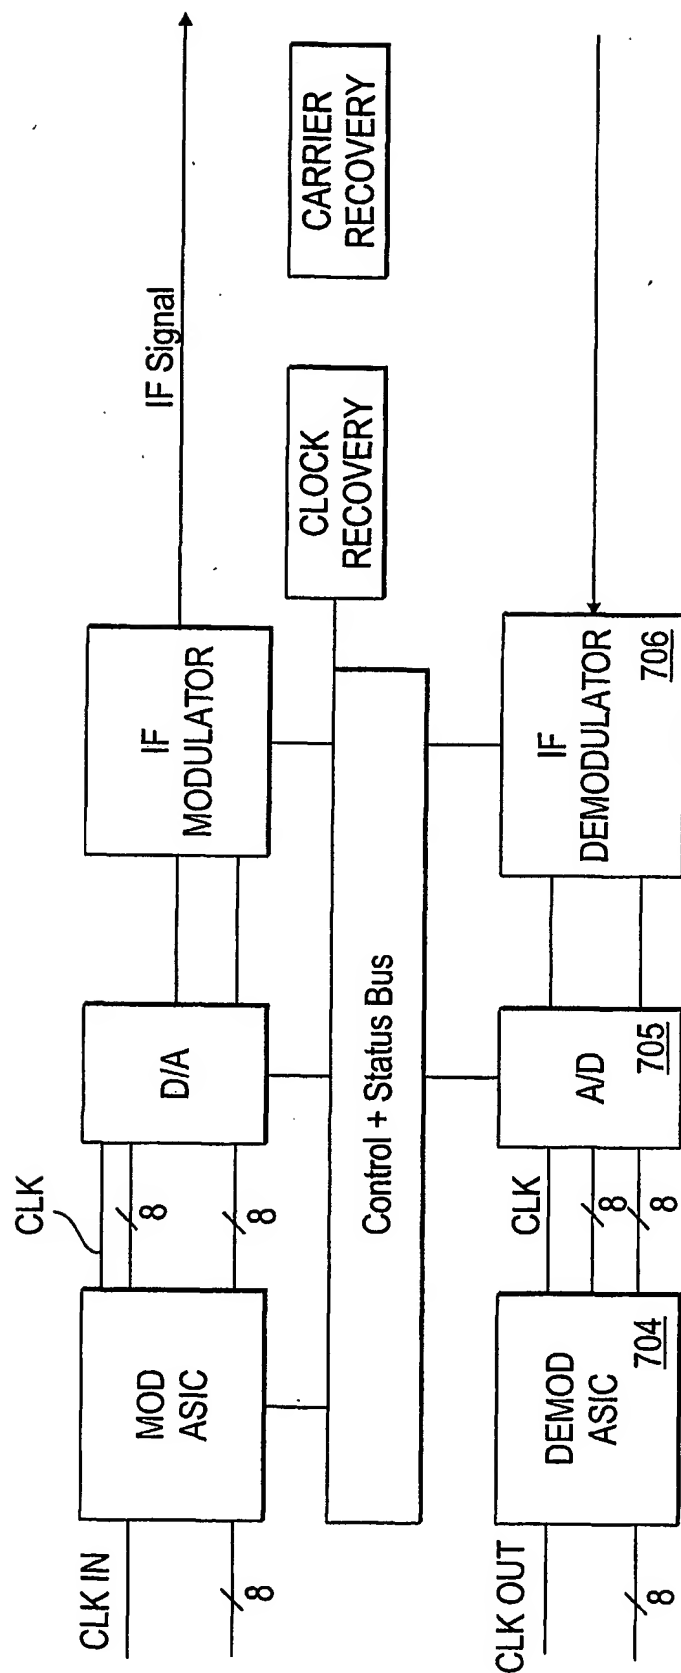 CLK IN
8
MOD
ASIC
CLK
8
8
D/A
IF
MODULATOR
IF Signal
Control + Status Bus
CLOCK
RECOVERY
CARRIER
RECOVERY
CLK OUT
8
DEMOD
ASIC
704
CLK
8
8
A/D
705
IF
DEMODULATOR
706